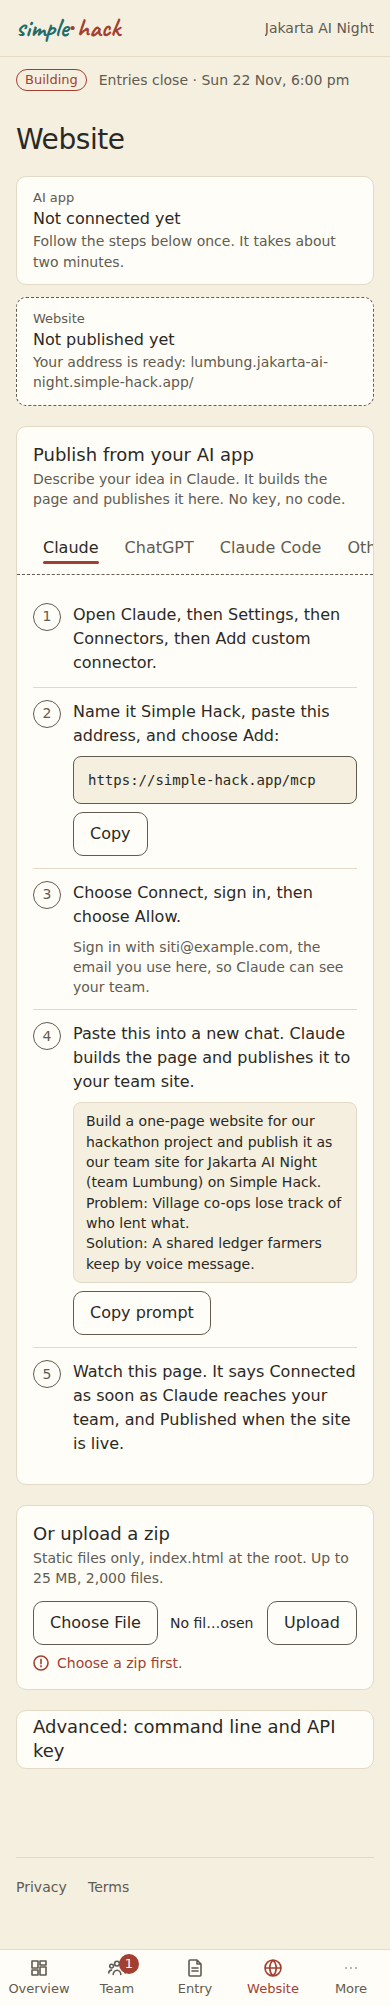 simple·hack
Jakarta AI Night
Building
Entries close · Sun 22 Nov, 6:00 pm
Website
AI app
Not connected yet
Follow the steps below once. It takes about
two minutes.
Website
Not published yet
Your address is ready: lumbung.jakarta-ai-
night.simple-hack.app/
Publish from your AI app
Describe your idea in Claude. It builds the
page and publishes it here. No key, no code.
Claude
ChatGPT
Claude Code
Oth
1
Open Claude, then Settings, then
Connectors, then Add custom
connector.
2
Name it Simple Hack, paste this
address, and choose Add:
https://simple-hack.app/mcp
Copy
3
Choose Connect, sign in, then
choose Allow.
Sign in with siti@example.com, the
email you use here, so Claude can see
your team.
4
Paste this into a new chat. Claude
builds the page and publishes it to
your team site.
Build a one-page website for our
hackathon project and publish it as
our team site for Jakarta AI Night
(team Lumbung) on Simple Hack.
Problem: Village co-ops lose track of
who lent what.
Solution: A shared ledger farmers
keep by voice message.
Copy prompt
5
Watch this page. It says Connected
as soon as Claude reaches your
team, and Published when the site
is live.
Or upload a zip
Static files only, index.html at the root. Up to
25 MB, 2,000 files.
Choose File
No fil...osen
Upload
Choose a zip first.
Advanced: command line and API
key
Privacy
Terms
1
Overview
Team
Entry
Website
More